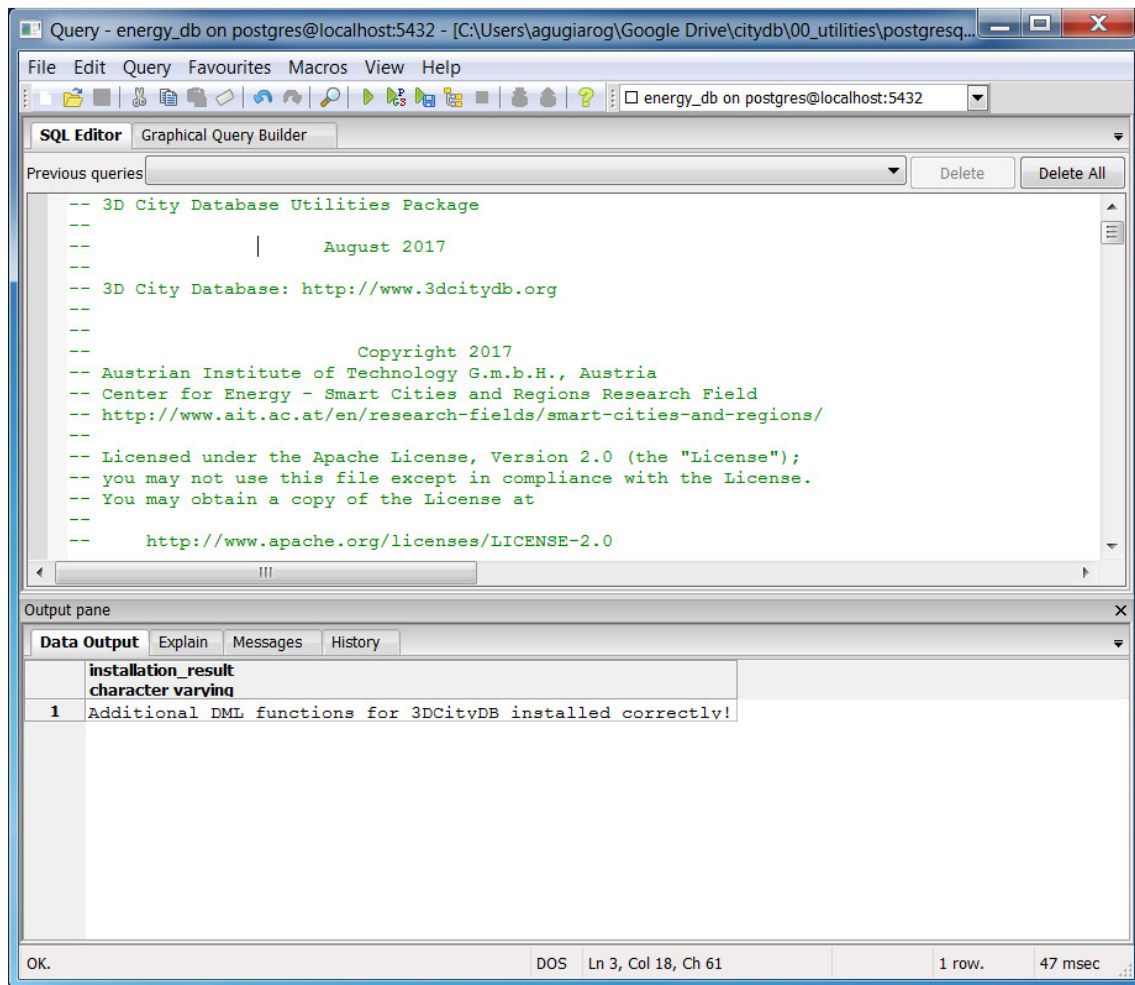 Query - energy_db on postgres@localhost:5432 - [C:\Users\agugiarog\Google Drive\citydb\00_utilities\postgresq...
File Edit Query Favourites Macros View Help
energy_db on postgres@localhost:5432
SQL Editor Graphical Query Builder
Previous queries Delete Delete All
-- 3D City Database Utilities Package
--
-- August 2017
--
-- 3D City Database: http://www.3dcitydb.org
--
--
-- Copyright 2017
-- Austrian Institute of Technology G.m.b.H., Austria
-- Center for Energy - Smart Cities and Regions Research Field
-- http://www.ait.ac.at/en/research-fields/smart-cities-and-regions/
--
-- Licensed under the Apache License, Version 2.0 (the "License");
-- you may not use this file except in compliance with the License.
-- You may obtain a copy of the License at
--
-- http://www.apache.org/licenses/LICENSE-2.0
Output pane
Data Output Explain Messages History
installation_result
character varying
1 Additional DML functions for 3DCityDB installed correctly!
OK. DOS Ln 3, Col 18, Ch 61 1 row. 47 msec